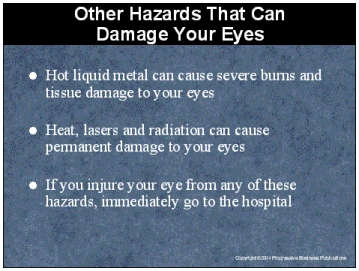 Other Hazards That Can
Damage Your Eyes
• Hot liquid metal can cause severe burns and
tissue damage to your eyes
• Heat, lasers and radiation can cause
permanent damage to your eyes
• If you injure your eye from any of these
hazards, immediately go to the hospital
Copyright ©2004 Progressive Business Publications